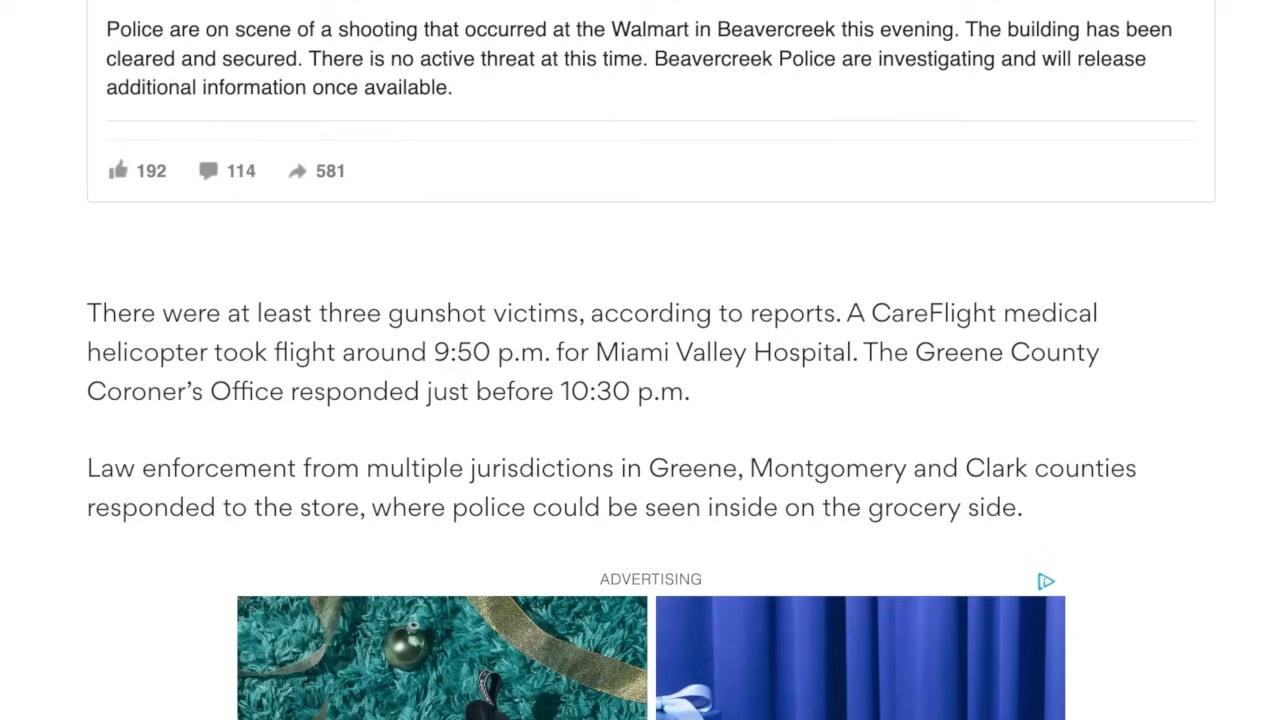 Police are on scene of a shooting that occurred at the Walmart in Beavercreek this evening. The building has been
cleared and secured. There is no active threat at this time. Beavercreek Police are investigating and will release
additional information once available.
192 114 581
There were at least three gunshot victims, according to reports. A CareFlight medical
helicopter took flight around 9:50 p.m. for Miami Valley Hospital. The Greene County
Coroner’s Office responded just before 10:30 p.m.
Law enforcement from multiple jurisdictions in Greene, Montgomery and Clark counties
responded to the store, where police could be seen inside on the grocery side.
ADVERTISING